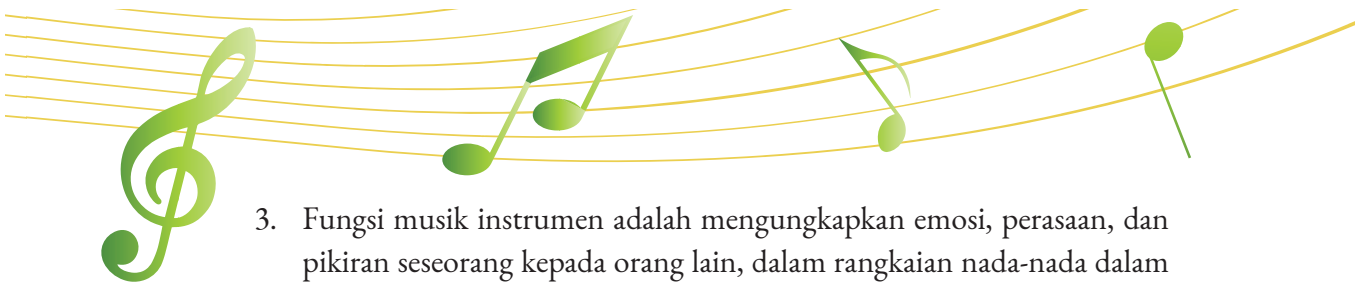 3. Fungsi musik instrumen adalah mengungkapkan emosi, perasaan, dan
pikiran seseorang kepada orang lain, dalam rangkaian nada-nada dalam